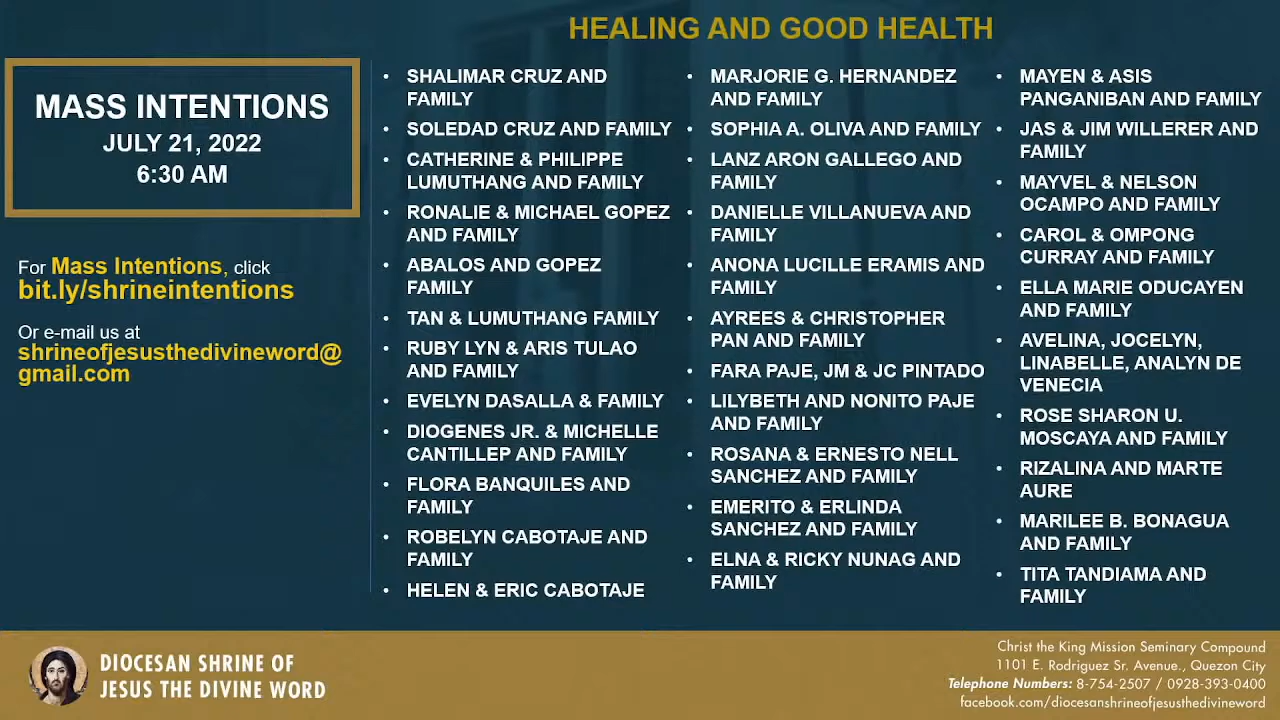 HEALING AND GOOD HEALTH
MASS INTENTIONS
JULY 21, 2022
6:30 AM
For Mass Intentions, click
bit.ly/shrineintentions
Or e-mail us at
shrineofjesusthedivineword@
gmail.com
• SHALIMAR CRUZ AND
FAMILY
• SOLEDAD CRUZ AND FAMILY
• CATHERINE & PHILIPPE
LUMUTHANG AND FAMILY
• RONALIE & MICHAEL GOPEZ
AND FAMILY
• ABALOS AND GOPEZ
FAMILY
• TAN & LUMUTHANG FAMILY
• RUBY LYN & ARIS TULAO
AND FAMILY
• EVELYN DASALLA & FAMILY
• DIOGENES JR. & MICHELLE
CANTILLEP AND FAMILY
• FLORA BANQUILES AND
FAMILY
• ROBELYN CABOTAJE AND
FAMILY
• HELEN & ERIC CABOTAJE
• MARJORIE G. HERNANDEZ
AND FAMILY
• SOPHIA A. OLIVA AND FAMILY
• LANZ ARON GALLEGO AND
FAMILY
• DANIELLE VILLANUEVA AND
FAMILY
• ANONA LUCILLE ERAMIS AND
FAMILY
• AYREES & CHRISTOPHER
PAN AND FAMILY
• FARA PAJE, JM & JC PINTADO
• LILYBETH AND NONITO PAJE
AND FAMILY
• ROSANA & ERNESTO NELL
SANCHEZ AND FAMILY
• EMERITO & ERLINDA
SANCHEZ AND FAMILY
• ELNA & RICKY NUNAG AND
FAMILY
• MAYEN & ASIS
PANGANIBAN AND FAMILY
• JAS & JIM WILLERER AND
FAMILY
• MAYVEL & NELSON
OCAMPO AND FAMILY
• CAROL & OMPONG
CURRAY AND FAMILY
• ELLA MARIE ODUCAYEN
AND FAMILY
• AVELINA, JOCELYN,
LINABELLE, ANALYN DE
VENECIA
• ROSE SHARON U.
MOSCAYA AND FAMILY
• RIZALINA AND MARTE
AURE
• MARILEE B. BONAGUA
AND FAMILY
• TITA TANDIAMA AND
FAMILY
DIOCESAN SHRINE OF
JESUS THE DIVINE WORD
Christ the King Mission Seminary Compound
1101 E. Rodriguez Sr. Avenue., Quezon City
Telephone Numbers: 8-754-2507 / 0928-393-0400
facebook.com/diocesanshrineofjesusthedivineword